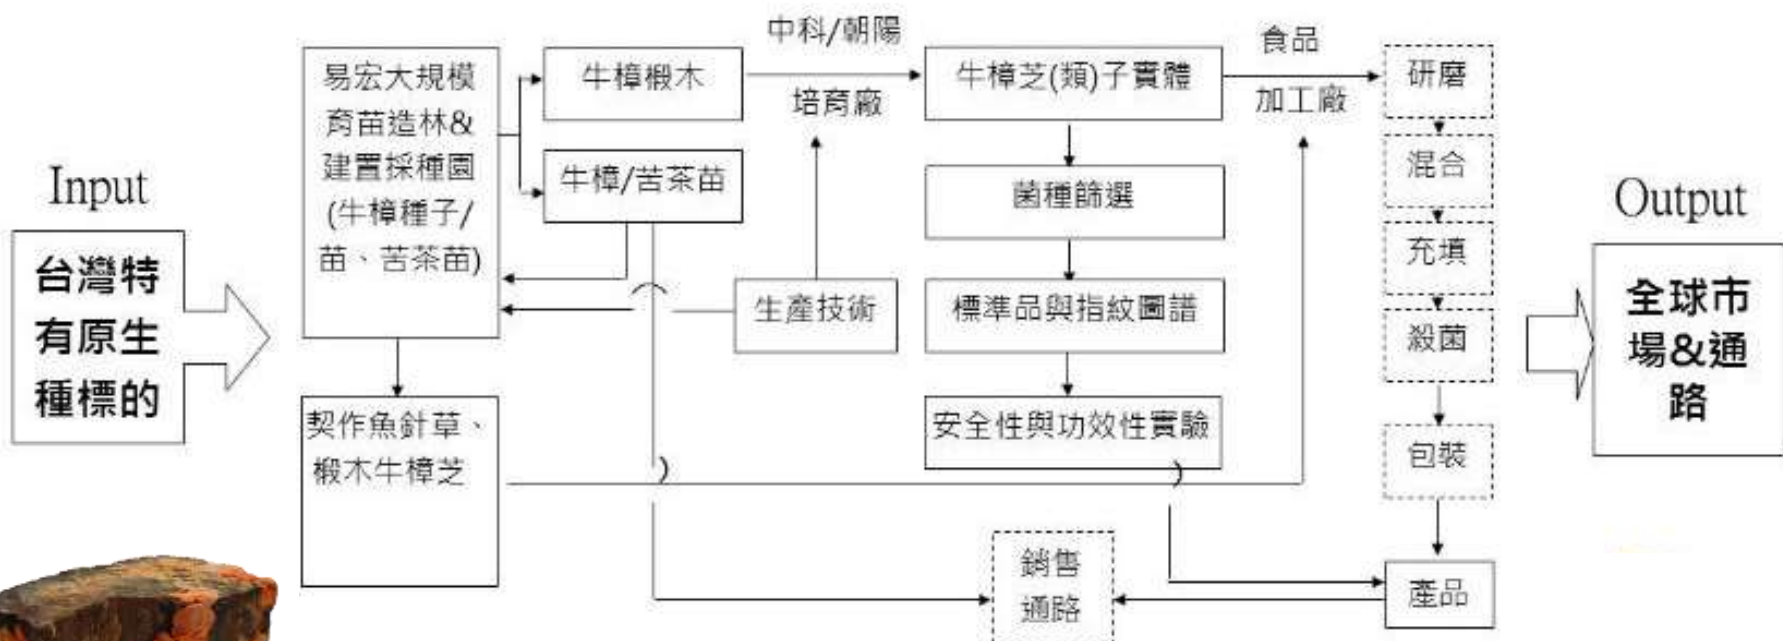 Input
台灣特
有原生
種標的
易宏大規模
育苗造林&
建置採種園
(牛樟種子/
苗、苦茶苗)
契作魚針草、
椴木牛樟芝
牛樟椴木
牛樟/苦茶苗
生產技術
中科/朝陽
培育廠
牛樟芝(類)子實體
菌種篩選
標準品與指紋圖譜
安全性與功效性實驗
食品
加工廠
研磨
混合
充填
殺菌
包裝
產品
銷售
通路
Output
全球市
場&通
路